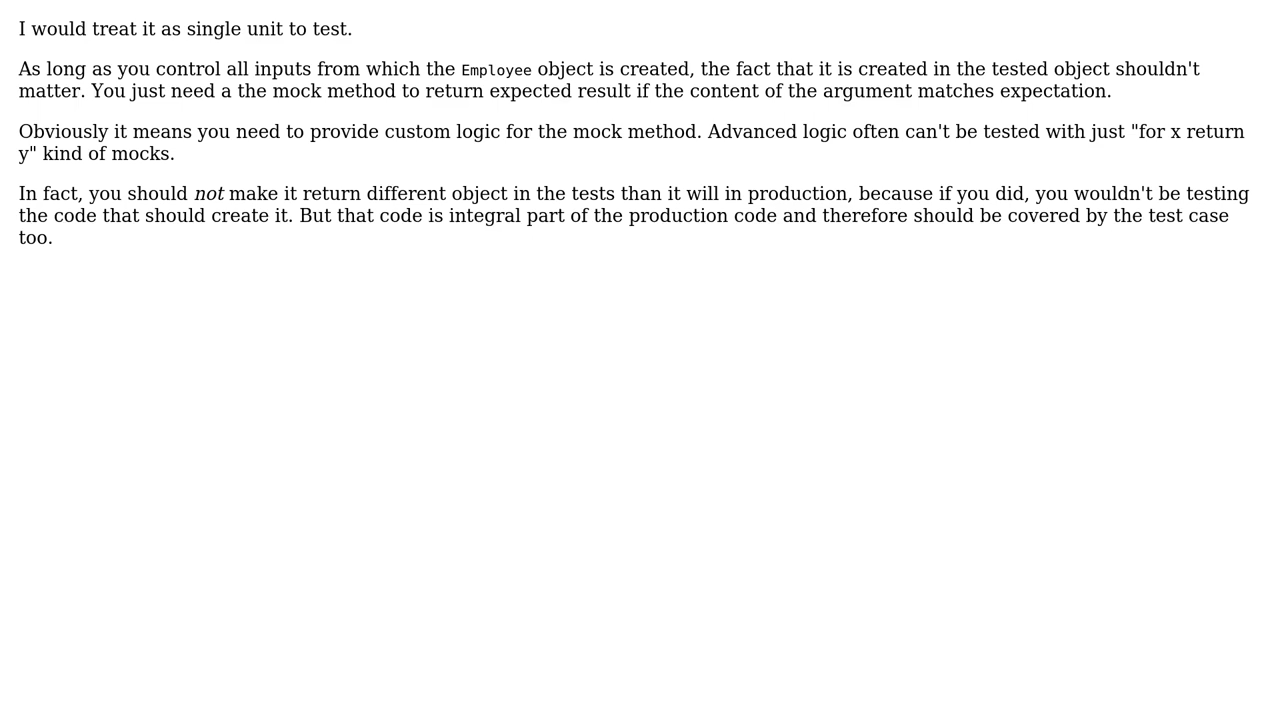 I would treat it as single unit to test.
As long as you control all inputs from which the Employee object is created, the fact that it is created in the tested object shouldn't
matter. You just need a the mock method to return expected result if the content of the argument matches expectation.
Obviously it means you need to provide custom logic for the mock method. Advanced logic often can't be tested with just "for x return
y" kind of mocks.
In fact, you should not make it return different object in the tests than it will in production, because if you did, you wouldn't be testing
the code that should create it. But that code is integral part of the production code and therefore should be covered by the test case
too.